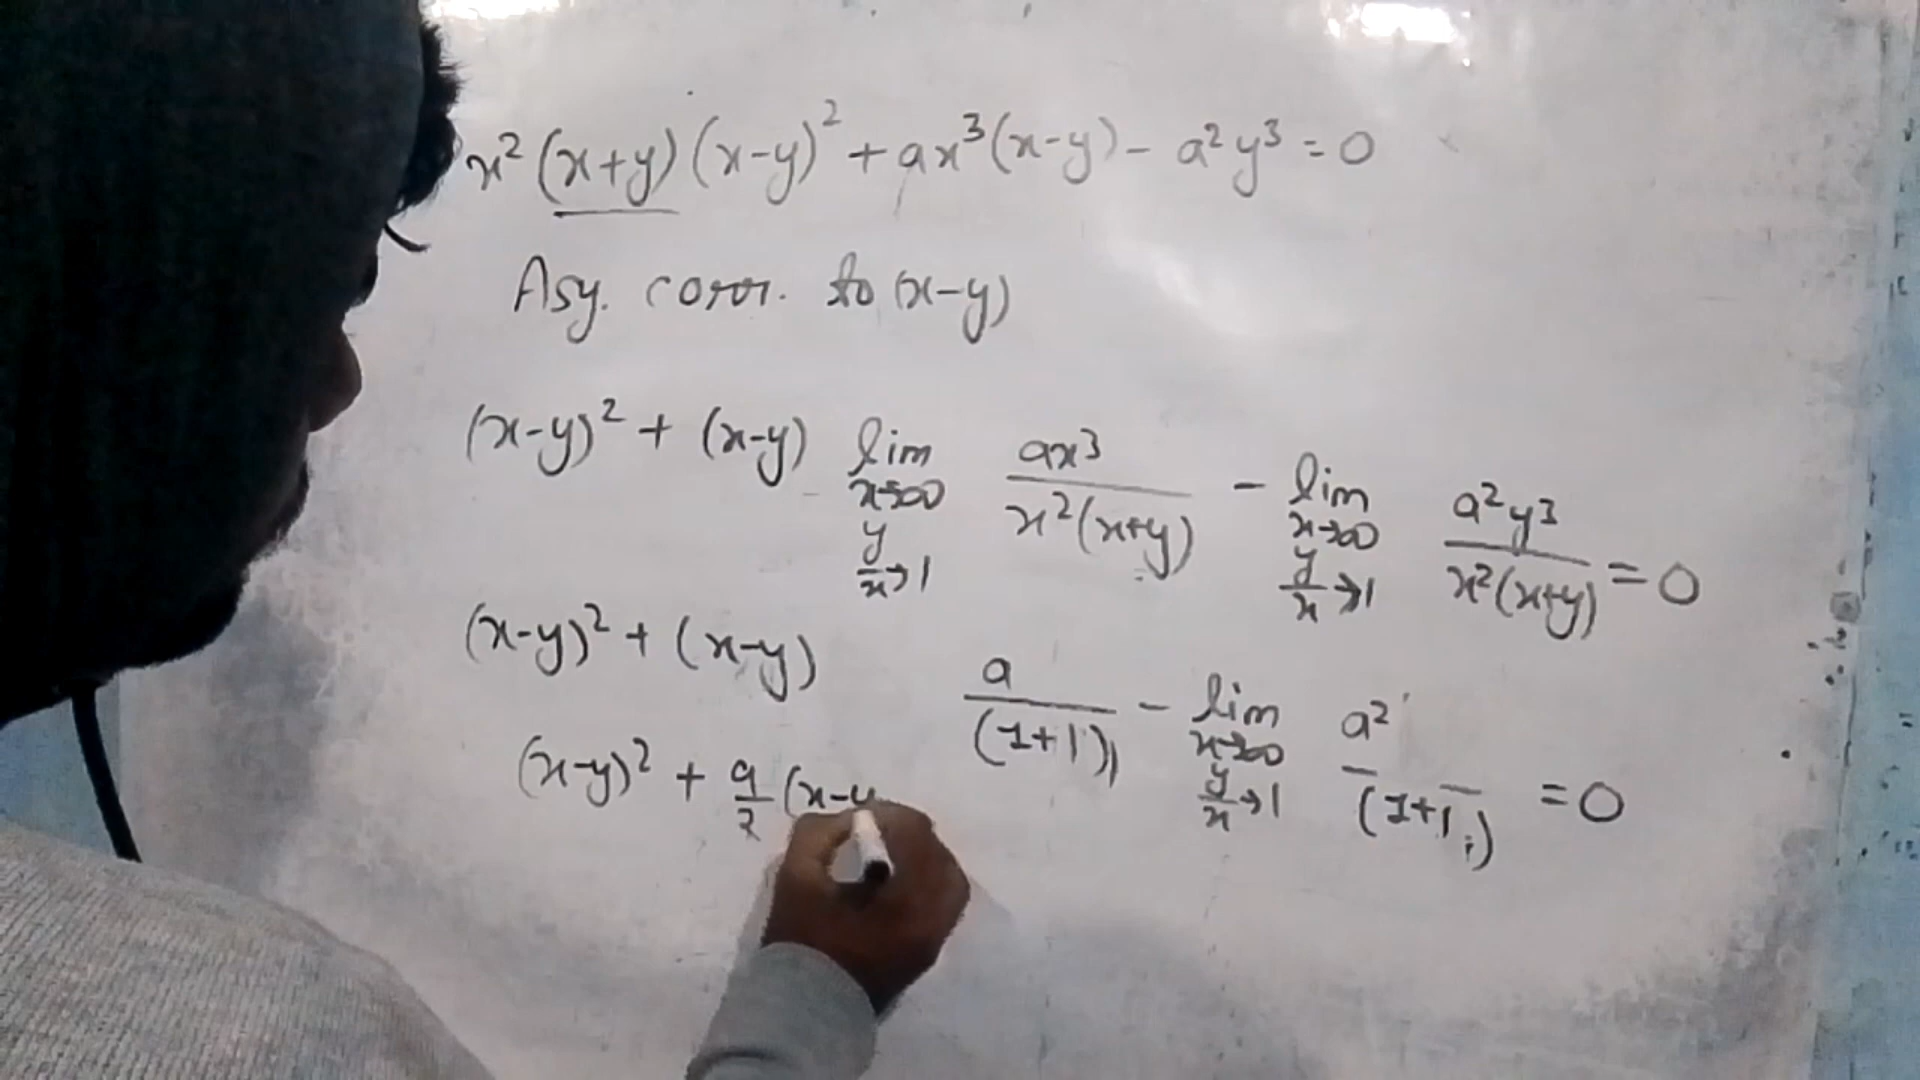 x²(x+y)(x-y)² + ax³(x-y) - a²y³ = 0
Asy. corr. to (x-y)
(x-y)² + (x-y) lim x→∞ y/x→1 ax³/x²(x+y) - lim x→∞ y/x→1 a²y³/x²(x+y) = 0
(x-y)² + (x-y) a/(1+1) - lim x→∞ y/x→1 a²/(1+1) = 0
(x-y)² + a/2 (x-y